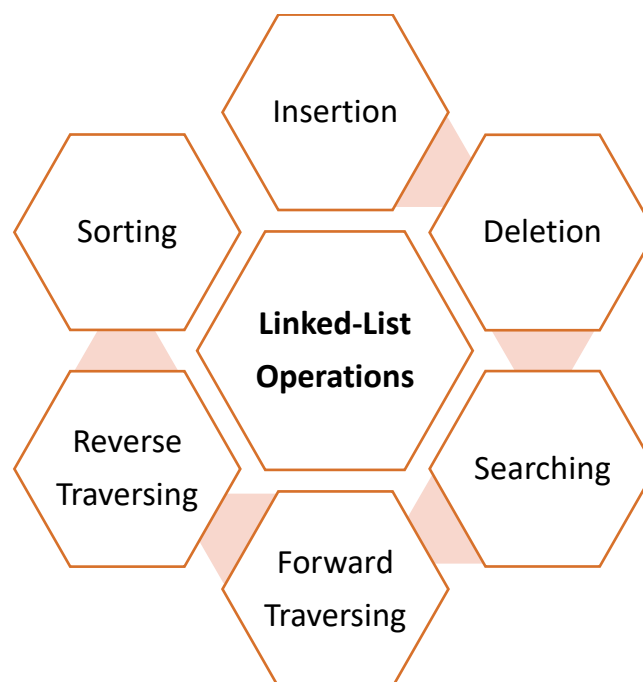 Insertion
Deletion
Searching
Forward
Traversing
Reverse
Traversing
Sorting
Linked-List
Operations